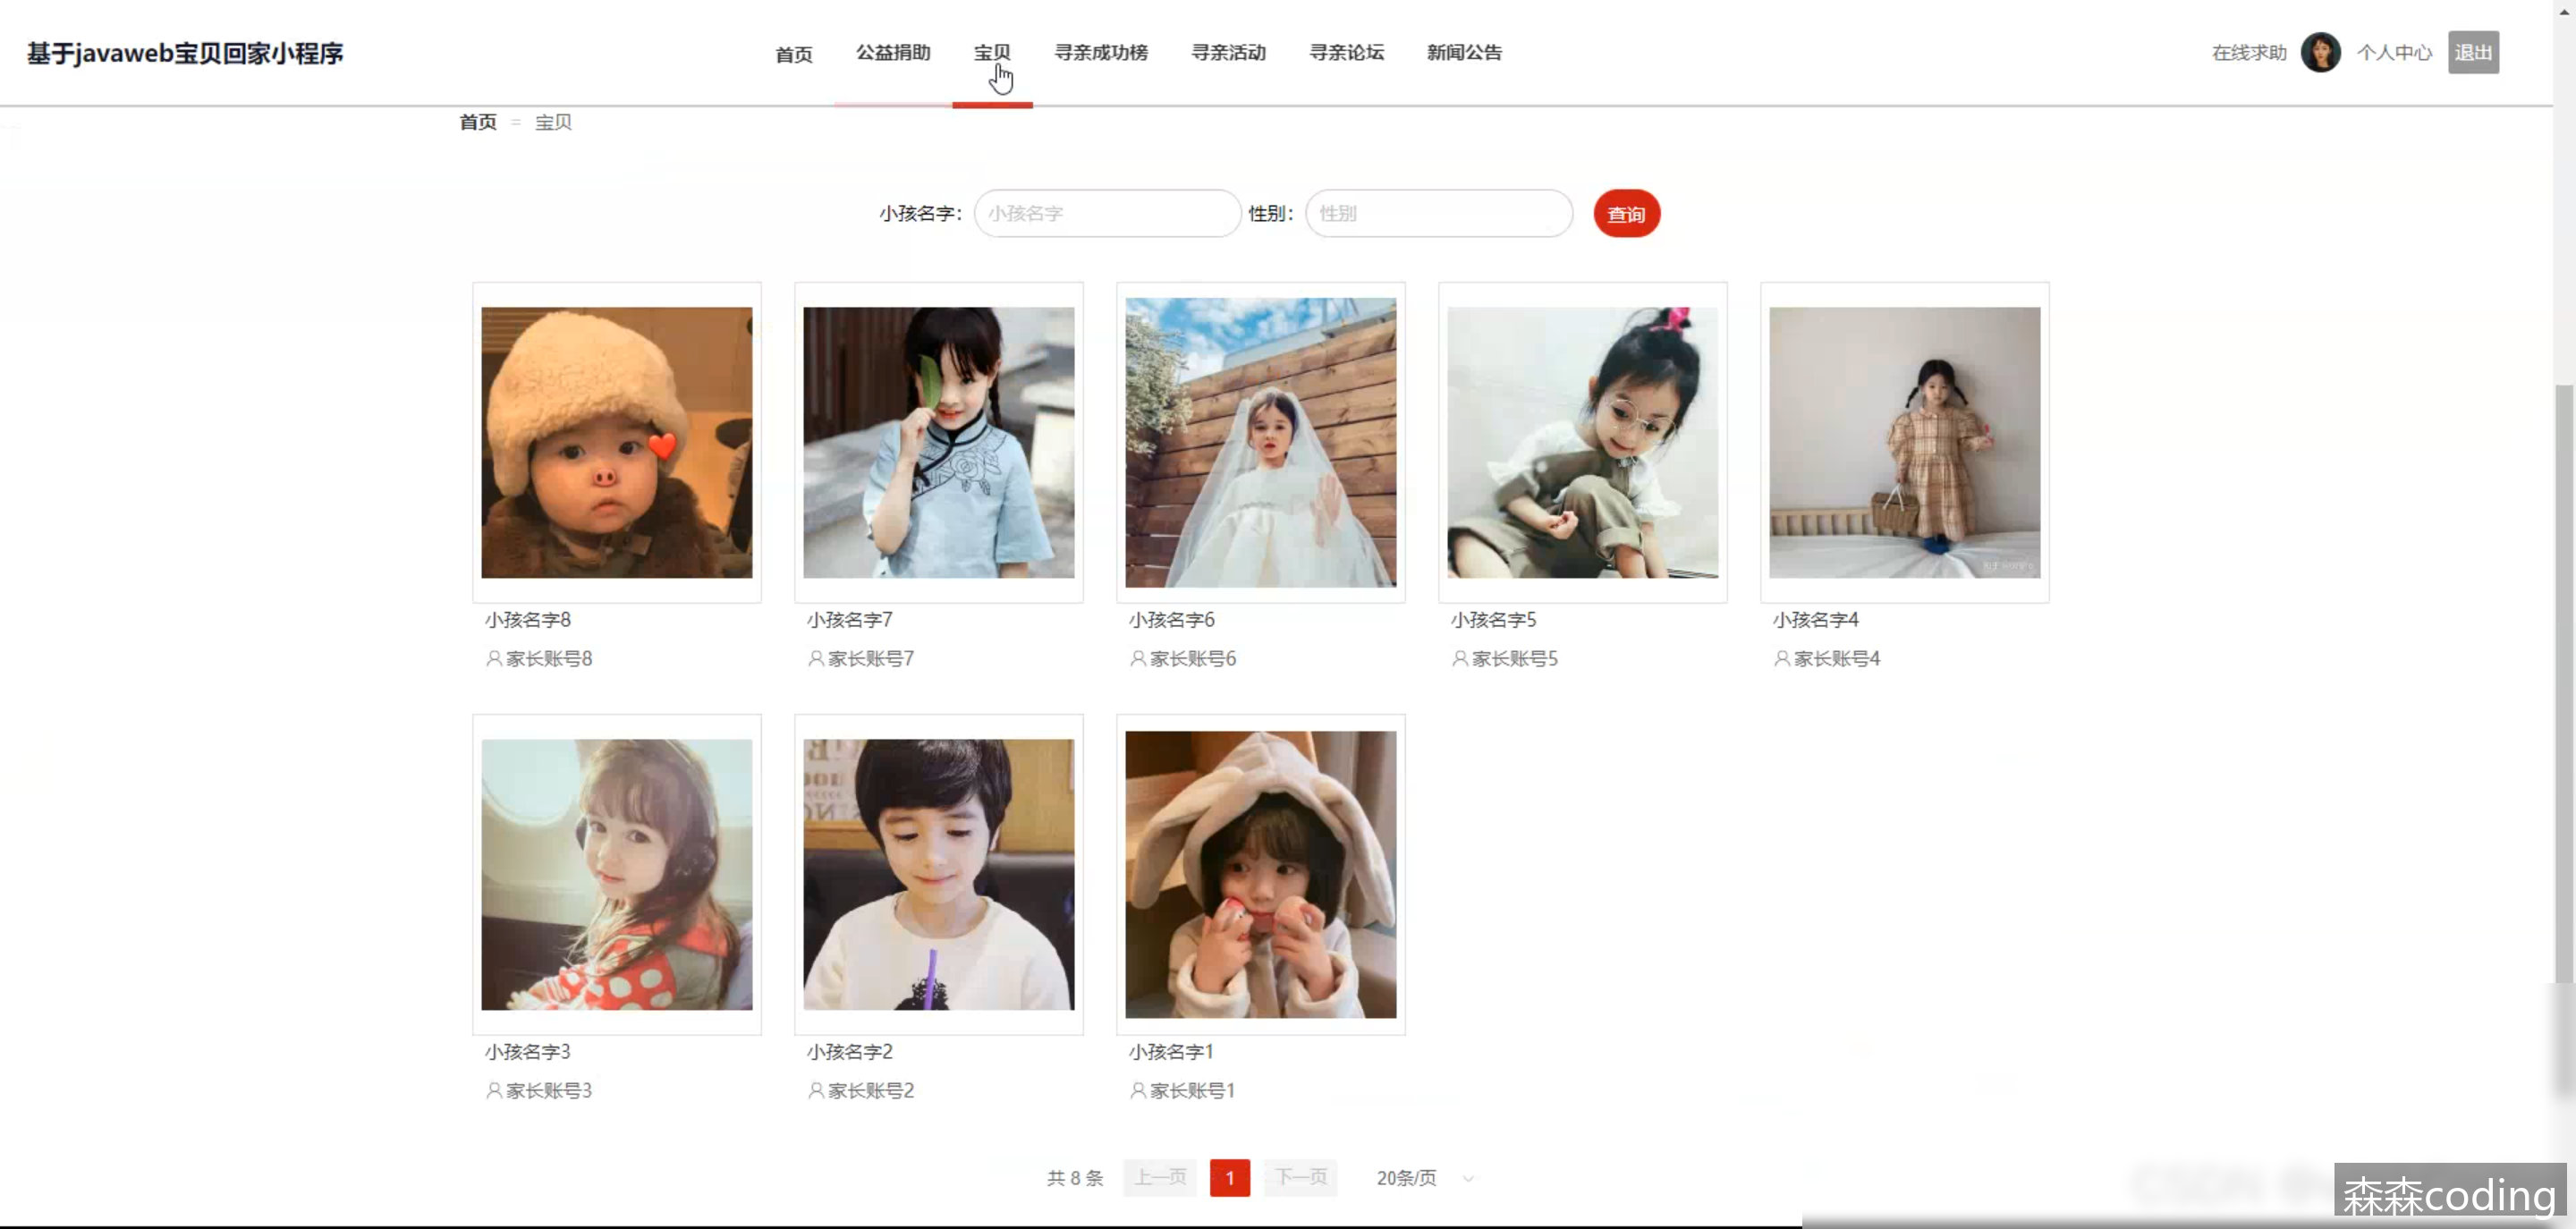 基于javaweb宝贝回家小程序
首页 公益捐助 宝贝 寻亲成功榜 寻亲活动 寻亲论坛 新闻公告
在线求助 个人中心 退出
首页 = 宝贝
小孩名字： 小孩名字 性别： 性别 查询
小孩名字8 小孩名字7 小孩名字6 小孩名字5 小孩名字4
家长账号8 家长账号7 家长账号6 家长账号5 家长账号4
小孩名字3 小孩名字2 小孩名字1
家长账号3 家长账号2 家长账号1
共 8 条 上一页 1 下一页 20条/页
森森coding